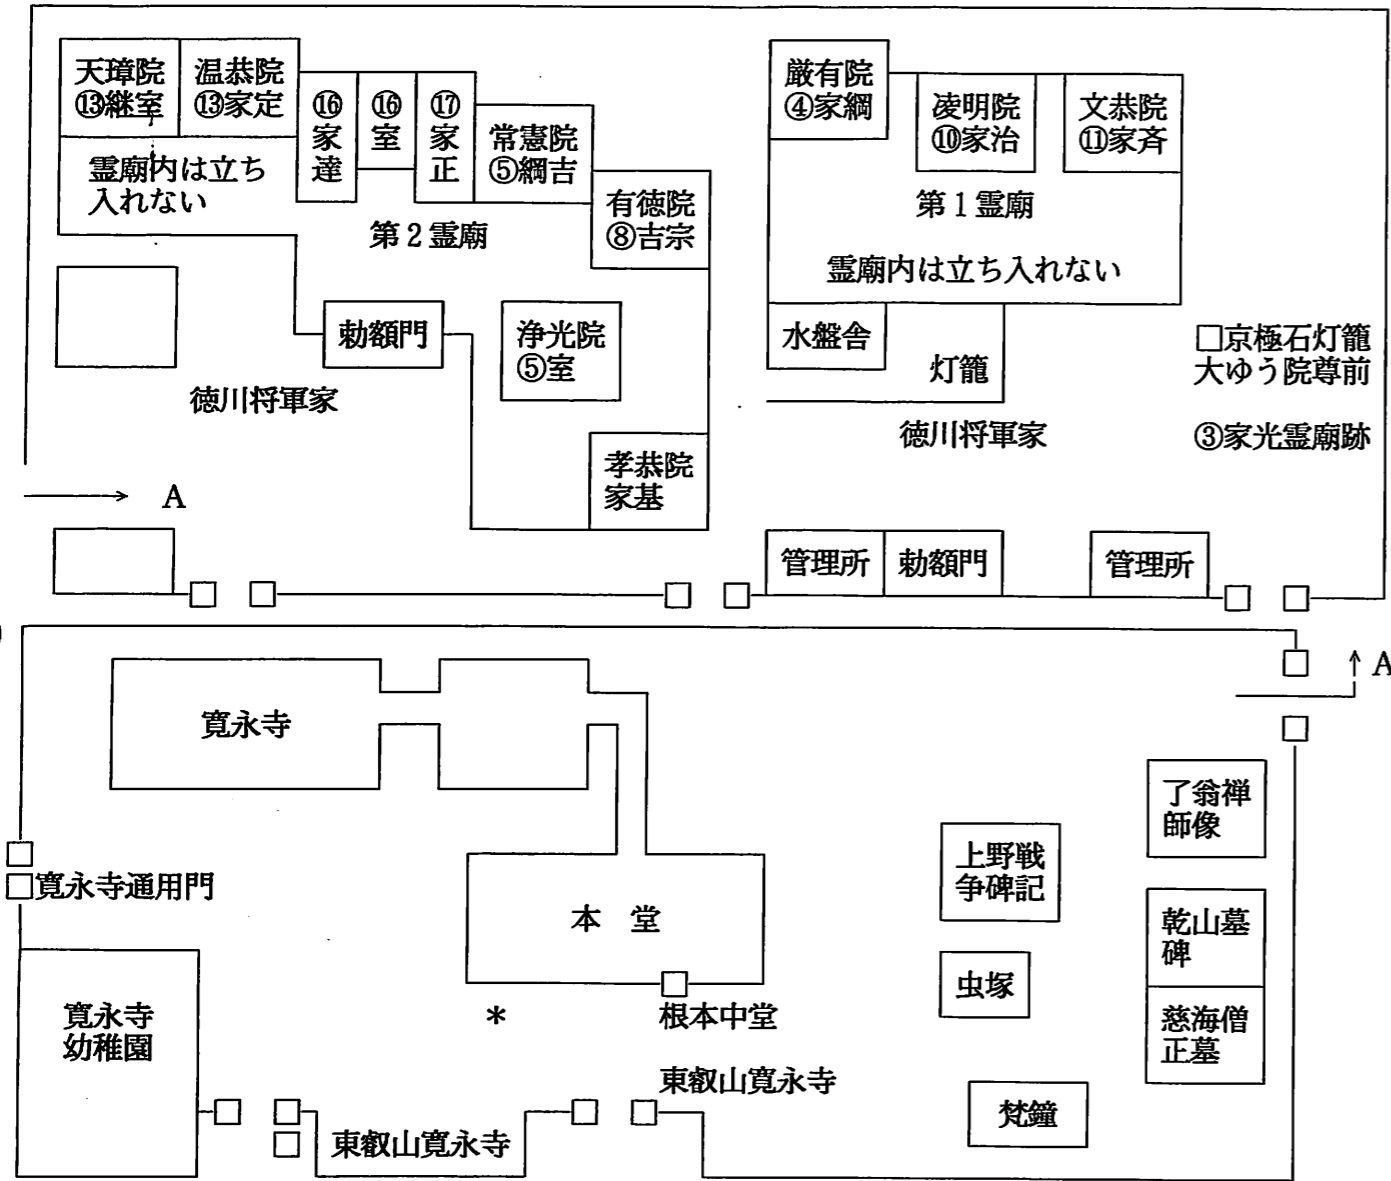 天璋院
⑬継室
温恭院
⑬家定
⑯家達
⑯室
⑰家正
常憲院
⑤綱吉
有徳院
⑧吉宗
霊廟内は立ち
入れない
第2霊廟
勅額門
浄光院
⑤室
徳川将軍家
孝恭院
家基
厳有院
④家綱
凌明院
⑩家治
文恭院
⑪家斉
第1霊廟
霊廟内は立ち入れない
水盤舎
灯籠
徳川将軍家
□京極石灯籠
大ゆう院尊前
③家光霊廟跡
A
管理所
勅額門
管理所
A
寛永寺
寛永寺通用門
本 堂
*
根本中堂
寛永寺
幼稚園
東叡山寛永寺
東叡山寛永寺
了翁禅
師像
上野戦
争碑記
乾山墓
碑
虫塚
慈海僧
正墓
梵鐘